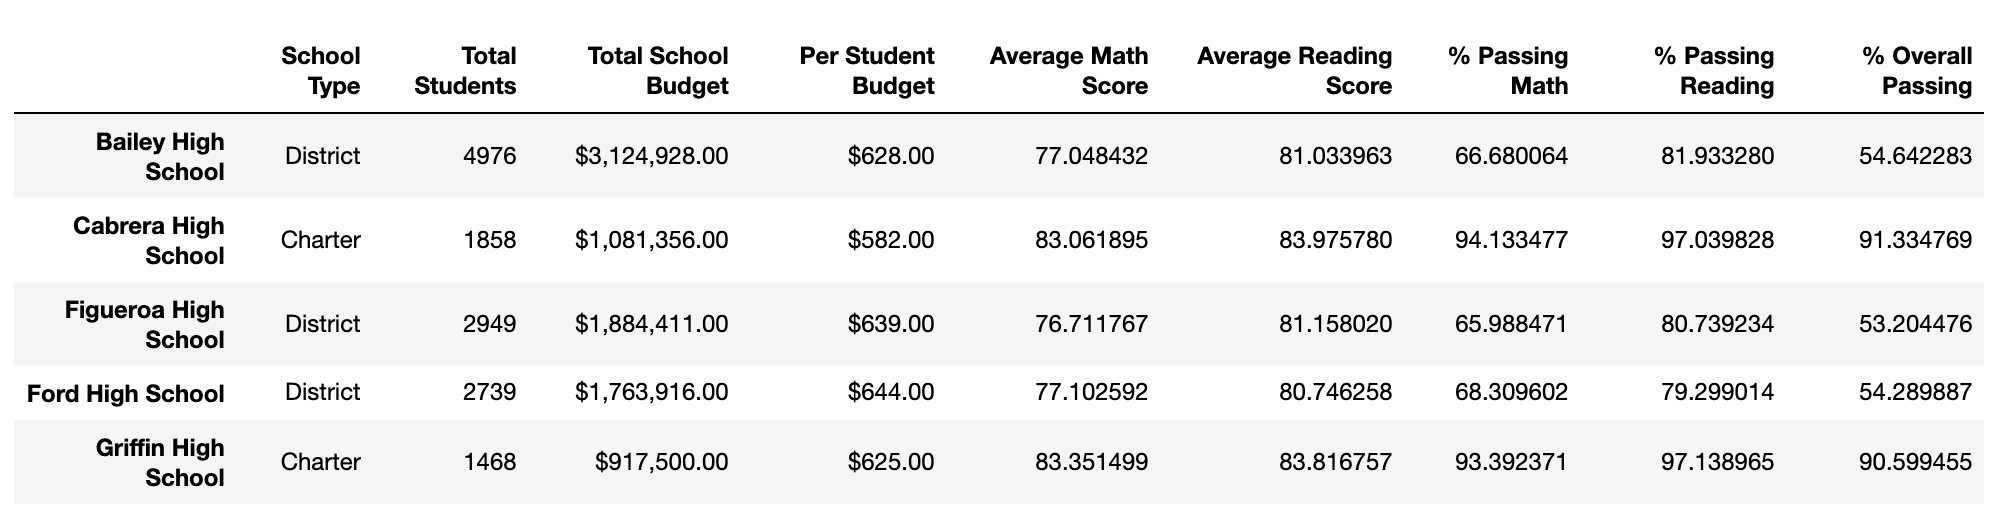 School Type Total Students Total School Budget Per Student Budget Average Math Score Average Reading Score % Passing Math % Passing Reading % Overall Passing
Bailey High School District 4976 $3,124,928.00 $628.00 77.048432 81.033963 66.680064 81.933280 54.642283
Cabrera High School Charter 1858 $1,081,356.00 $582.00 83.061895 83.975780 94.133477 97.039828 91.334769
Figueroa High School District 2949 $1,884,411.00 $639.00 76.711767 81.158020 65.988471 80.739234 53.204476
Ford High School District 2739 $1,763,916.00 $644.00 77.102592 80.746258 68.309602 79.299014 54.289887
Griffin High School Charter 1468 $917,500.00 $625.00 83.351499 83.816757 93.392371 97.138965 90.599455